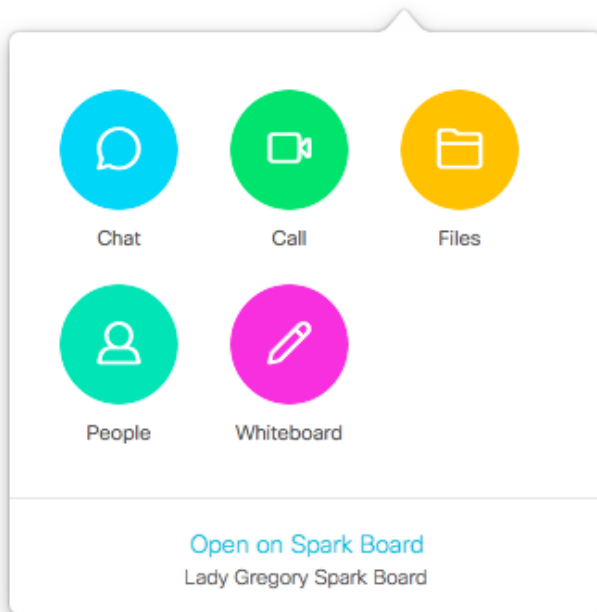 Chat
Call
Files
People
Whiteboard
Open on Spark Board
Lady Gregory Spark Board